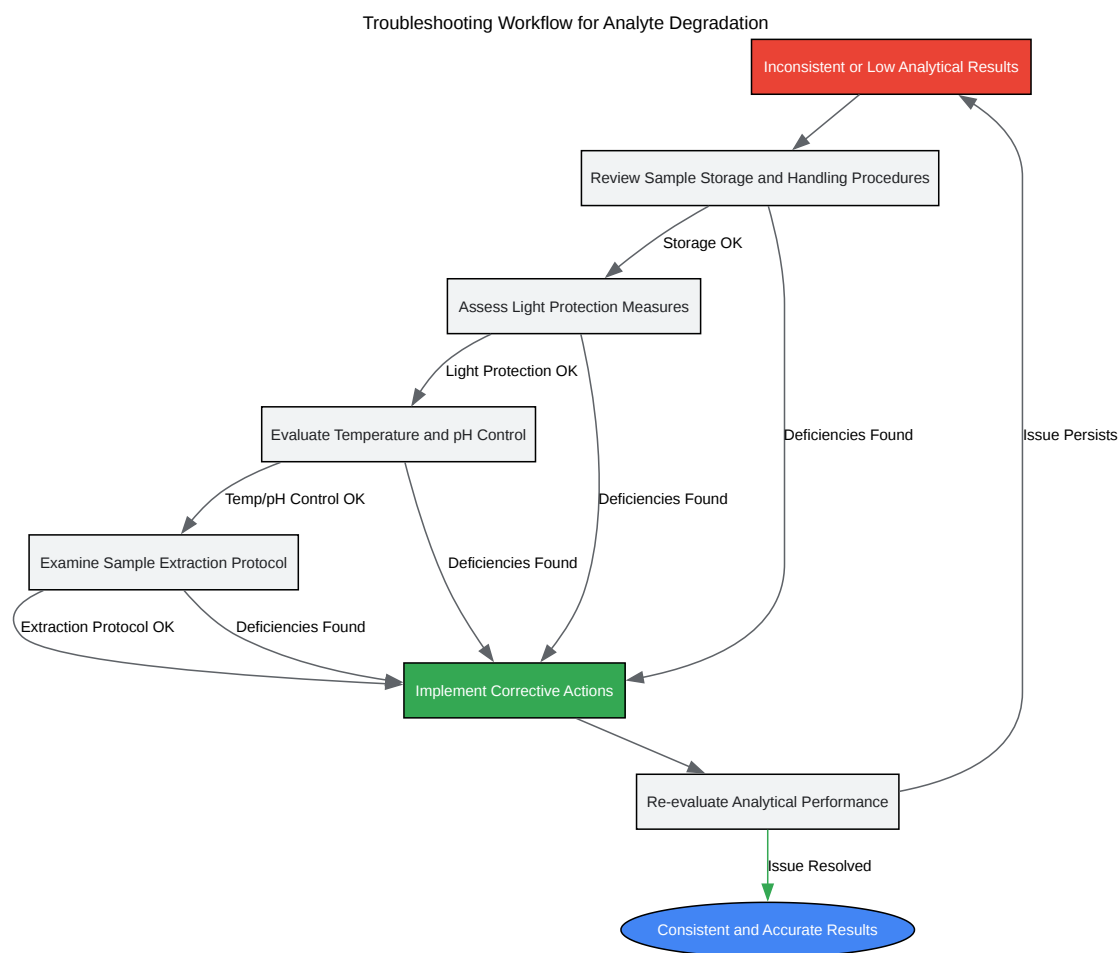 Troubleshooting Workflow for Analyte Degradation
Inconsistent or Low Analytical Results
Review Sample Storage and Handling Procedures
Storage OK
Assess Light Protection Measures
Light Protection OK
Evaluate Temperature and pH Control
Deficiencies Found
Issue Persists
Temp/pH Control OK
Deficiencies Found
Examine Sample Extraction Protocol
Deficiencies Found
Extraction Protocol OK
Deficiencies Found
Implement Corrective Actions
Re-evaluate Analytical Performance
Issue Resolved
Consistent and Accurate Results